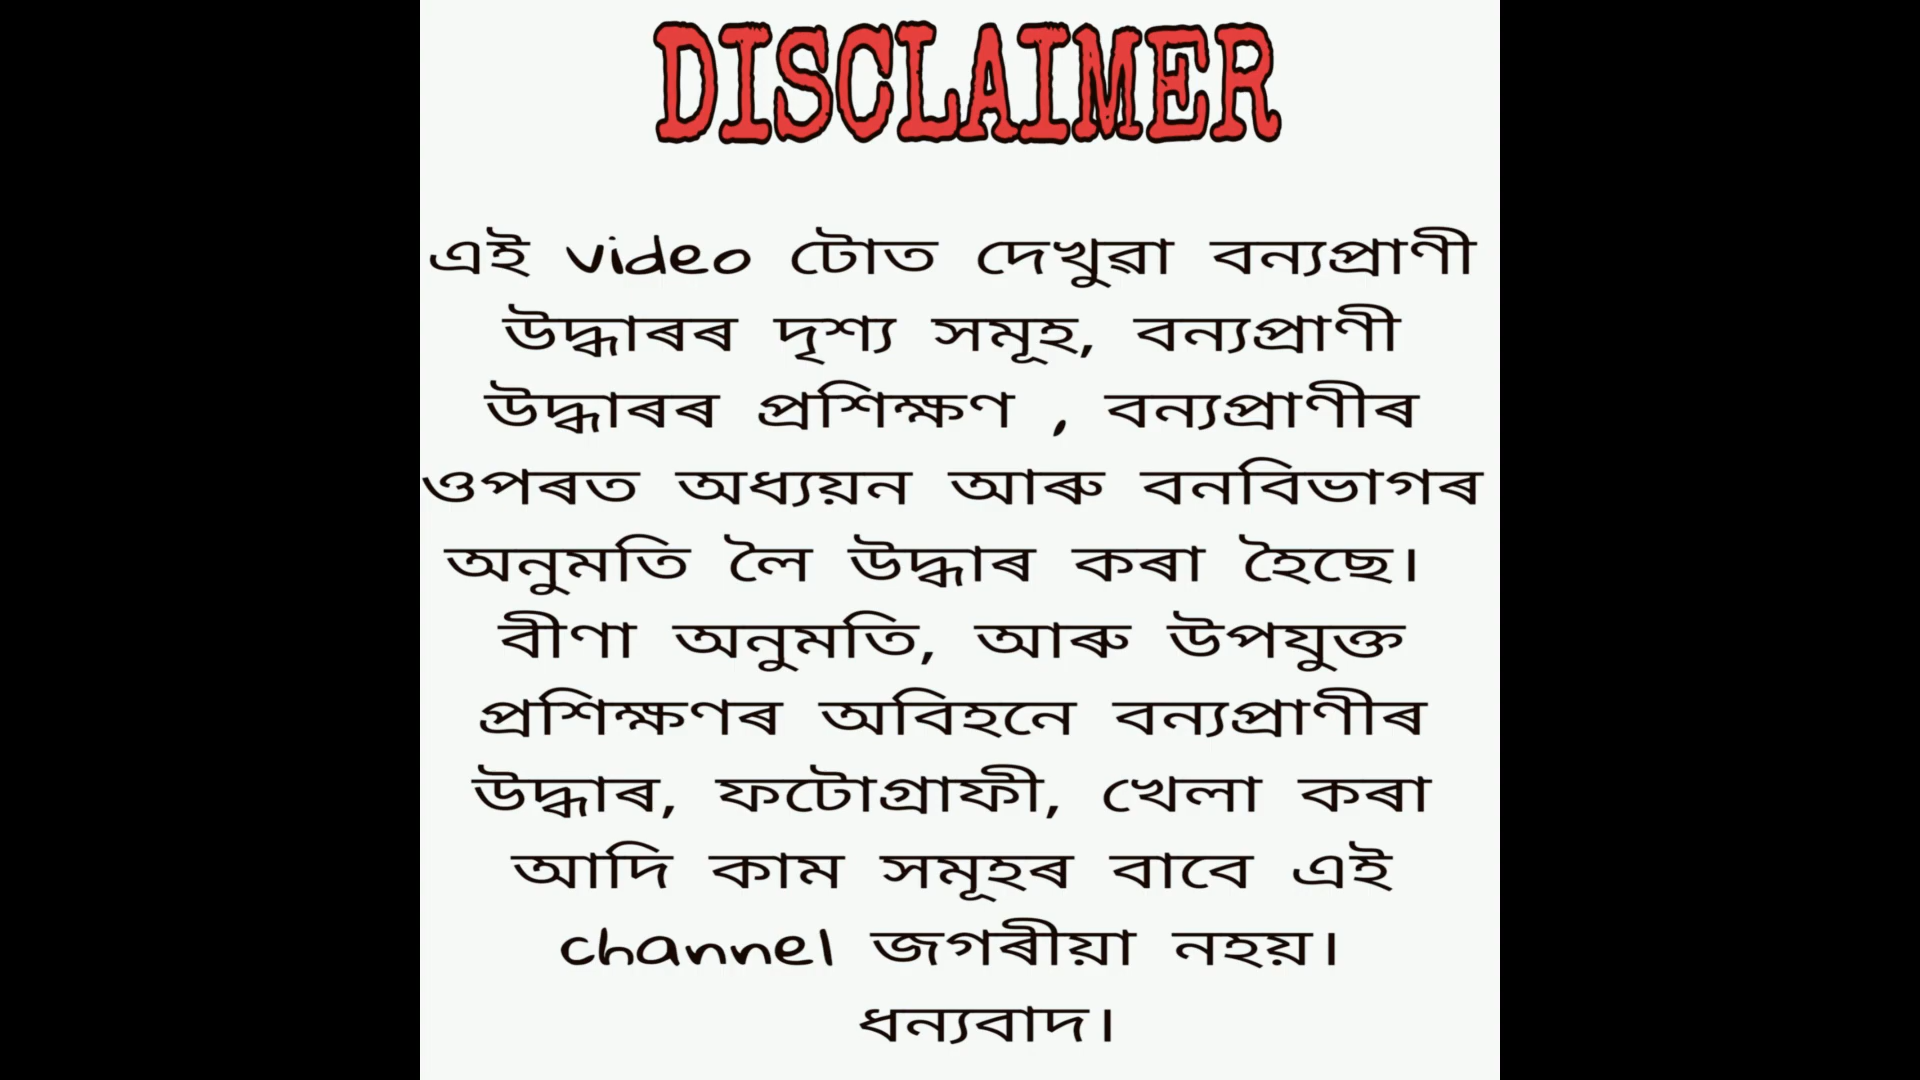 DISCLAIMER
এই video টোত দেখুৱা বন্যপ্ৰাণী
উদ্ধাৰৰ দৃশ্য সমূহ, বন্যপ্ৰাণী
উদ্ধাৰৰ প্ৰশিক্ষণ , বন্যপ্ৰাণীৰ
ওপৰত অধ্যয়ন আৰু বনবিভাগৰ
অনুমতি লৈ উদ্ধাৰ কৰা হৈছে।
বীণা অনুমতি, আৰু উপযুক্ত
প্ৰশিক্ষণৰ অবিহনে বন্যপ্ৰাণীৰ
উদ্ধাৰ, ফটোগ্ৰাফী, খেলা কৰা
আদি কাম সমূহৰ বাবে এই
channel জগৰীয়া নহয়।
ধন্যবাদ।